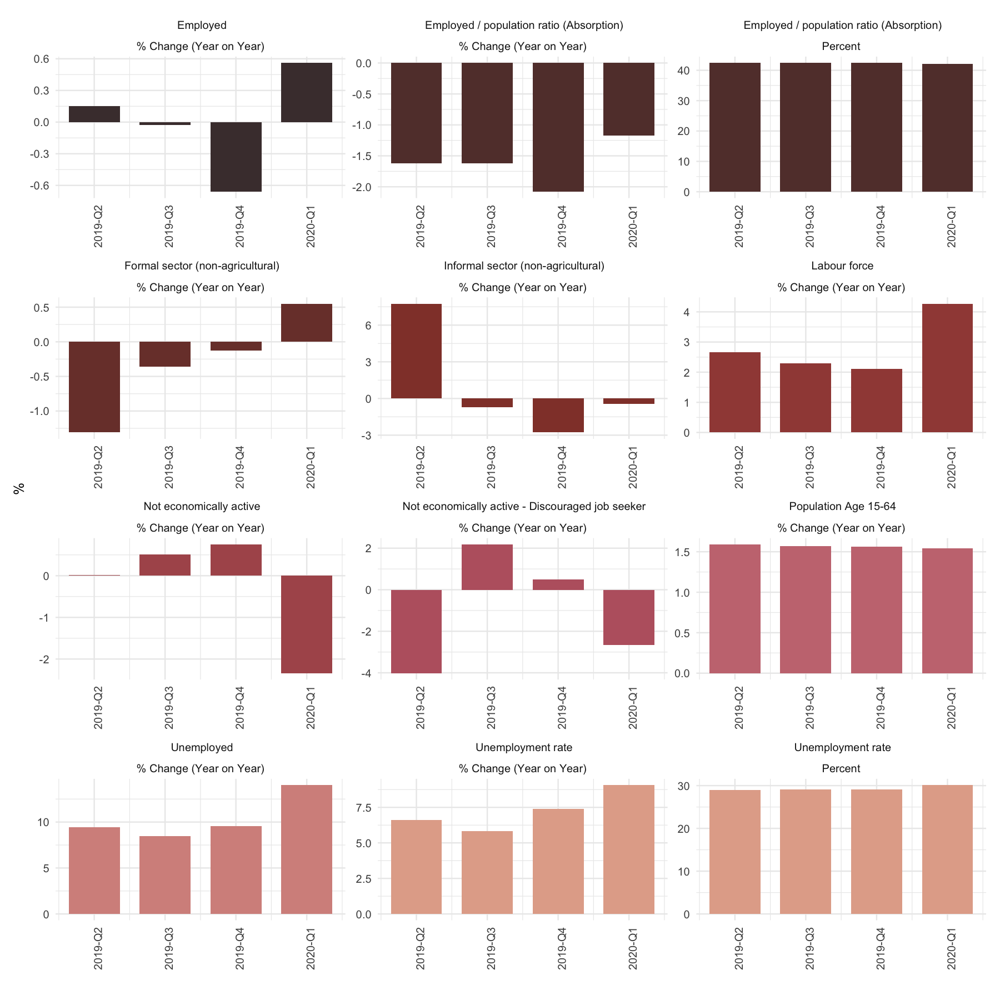 Employed
% Change (Year on Year)
0.6
0.3
0.0
-0.3
-0.6
2019-Q2
2019-Q3
2019-Q4
2020-Q1
Employed / population ratio (Absorption)
% Change (Year on Year)
0.0
-0.5
-1.0
-1.5
-2.0
2019-Q2
2019-Q3
2019-Q4
2020-Q1
Employed / population ratio (Absorption)
Percent
40
30
20
10
0
2019-Q2
2019-Q3
2019-Q4
2020-Q1
Formal sector (non-agricultural)
% Change (Year on Year)
0.5
0.0
-0.5
-1.0
2019-Q2
2019-Q3
2019-Q4
2020-Q1
Informal sector (non-agricultural)
% Change (Year on Year)
6
3
0
-3
2019-Q2
2019-Q3
2019-Q4
2020-Q1
Labour force
% Change (Year on Year)
4
3
2
1
0
2019-Q2
2019-Q3
2019-Q4
2020-Q1
%
Not economically active
% Change (Year on Year)
0
-1
-2
2019-Q2
2019-Q3
2019-Q4
2020-Q1
Not economically active - Discouraged job seeker
% Change (Year on Year)
2
0
-2
-4
2019-Q2
2019-Q3
2019-Q4
2020-Q1
Population Age 15-64
% Change (Year on Year)
1.5
1.0
0.5
0.0
2019-Q2
2019-Q3
2019-Q4
2020-Q1
Unemployed
% Change (Year on Year)
10
5
0
2019-Q2
2019-Q3
2019-Q4
2020-Q1
Unemployment rate
% Change (Year on Year)
7.5
5.0
2.5
0.0
2019-Q2
2019-Q3
2019-Q4
2020-Q1
Unemployment rate
Percent
30
20
10
0
2019-Q2
2019-Q3
2019-Q4
2020-Q1